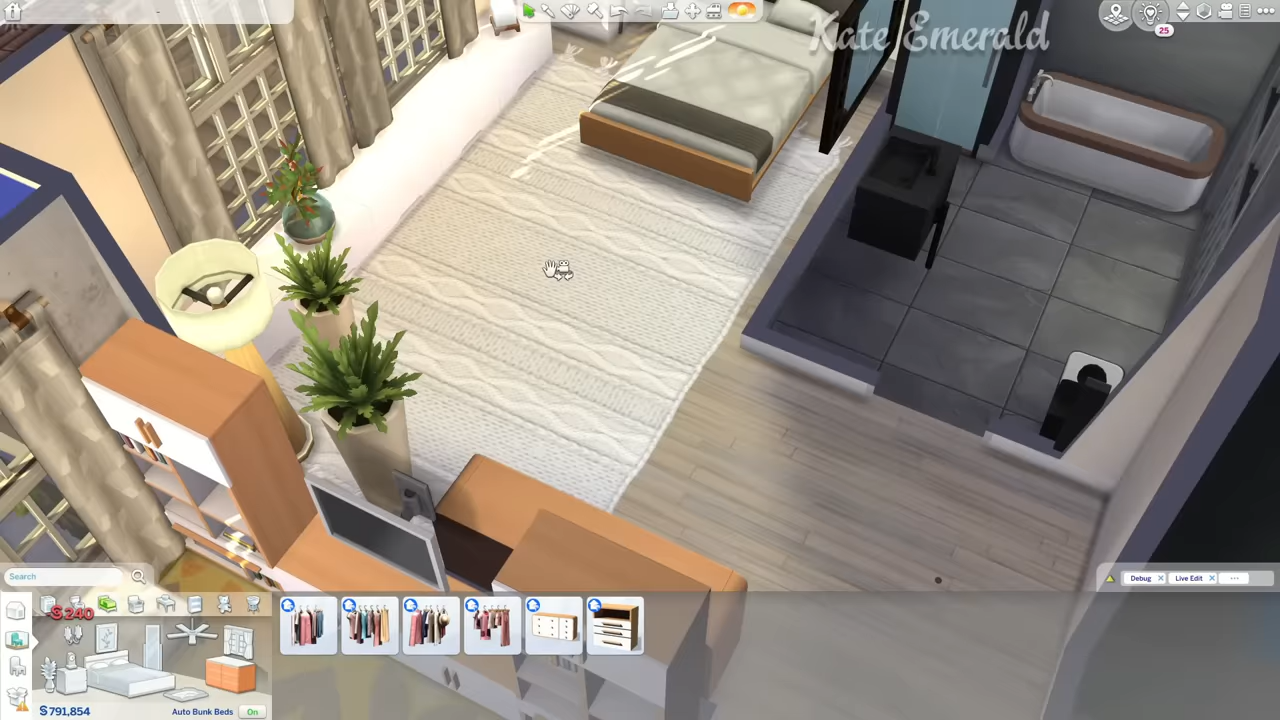 Kate Emerald
25
Search
Debug
Live Edit
-$240
$791,854
Auto Bunk Beds
On